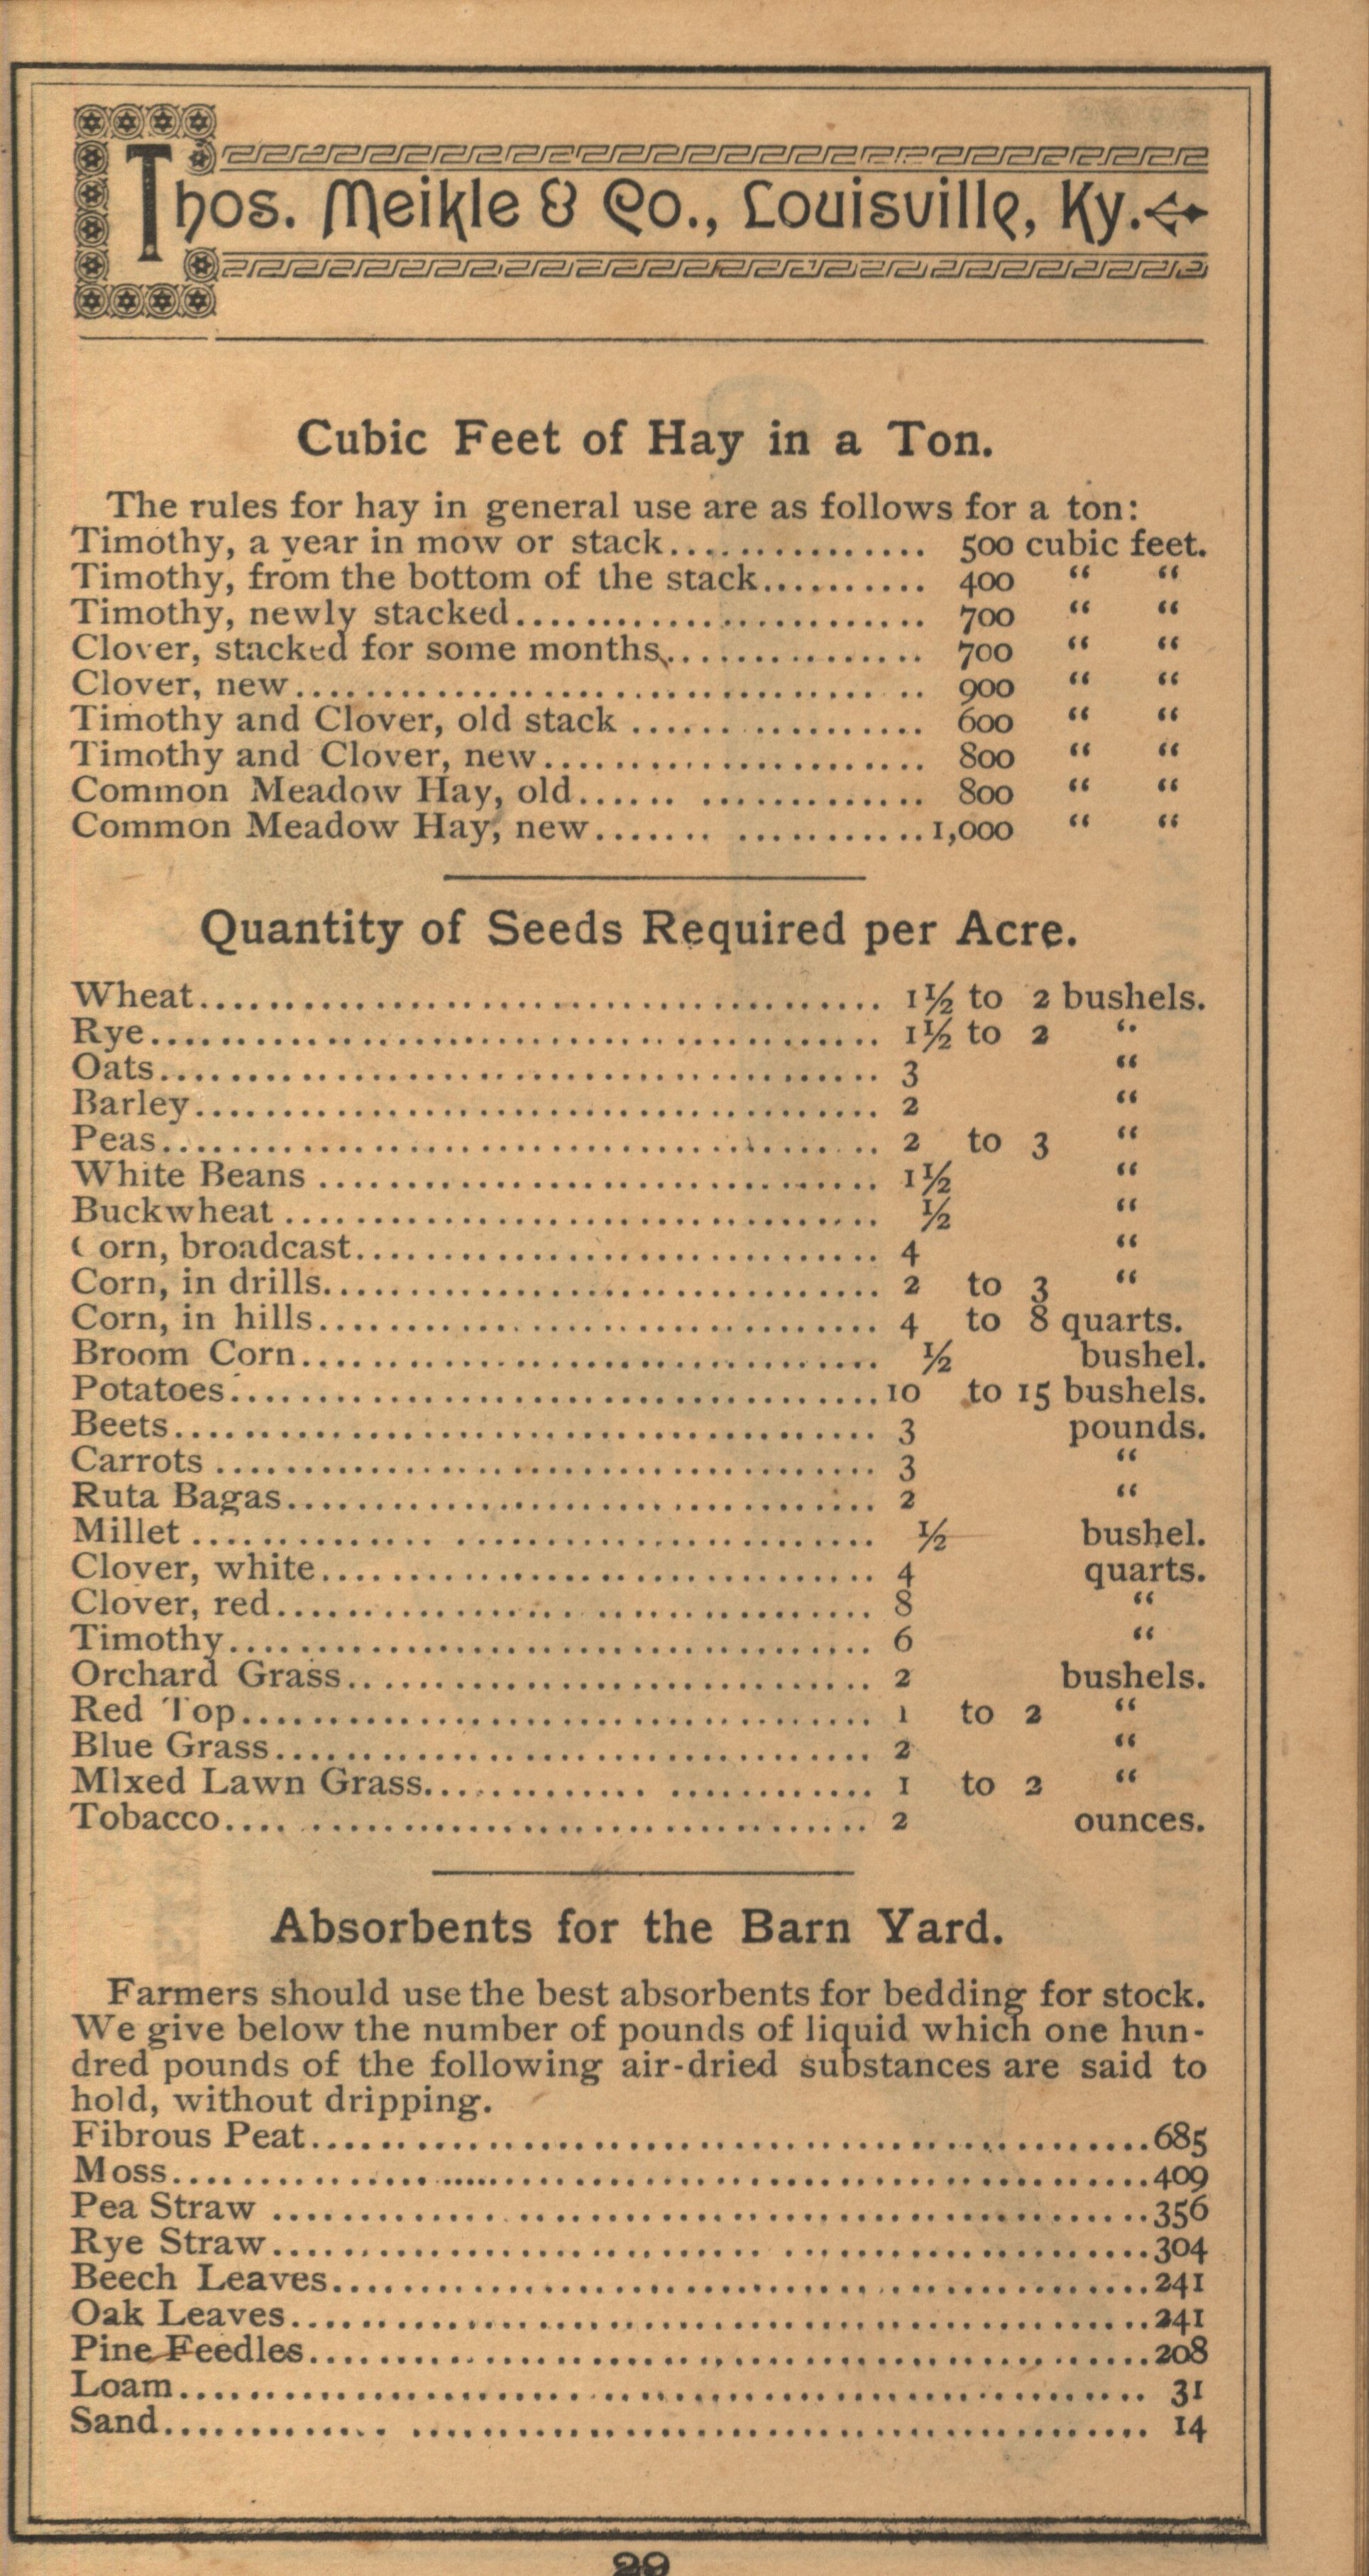 Thos. Meikle & Co., Louisville, Ky.
Cubic Feet of Hay in a Ton.
The rules for hay in general use are as follows for a ton:
Timothy, a year in mow or stack................ 500 cubic feet.
Timothy, from the bottom of the stack.......... 400 “ “
Timothy, newly stacked........................ 700 “ “
Clover, stacked for some months................ 700 “ “
Clover, new.................................... 900 “ “
Timothy and Clover, old stack ................. 600 “ “
Timothy and Clover, new...................... 800 “ “
Common Meadow Hay, old...... ............. 800 “ “
Common Meadow Hay, new....... ...........1,000 “ “
Quantity of Seeds Required per Acre.
Wheat....................................... 1½ to 2 bushels.
Rye.......................................... 1½ to 2 “
Oats......................................... 3 “
Barley....................................... 2 “
Peas......................................... 2 to 3 “
White Beans ................................ 1½ “
Buckwheat .................................. ½ “
Corn, broadcast.............................. 4 “
Corn, in drills................................ 2 to 3 “
Corn, in hills................................ 4 to 8 quarts.
Broom Corn................................. ½ bushel.
Potatoes.....................................10 to 15 bushels.
Beets........................................ 3 pounds.
Carrots ...................................... 3 “
Ruta Bagas.................................. 2 “
Millet .............. ........................ ½ bushel.
Clover, white................................ 4 quarts.
Clover, red.................................. 8 “
Timothy..................................... 6 “
Orchard Grass............................... 2 bushels.
Red Top.................................... 1 to 2 “
Blue Grass.................................. 2 “
MIxed Lawn Grass............. ............ 1 to 2 “
Tobacco.... ................................ 2 ounces.
Absorbents for the Barn Yard.
Farmers should use the best absorbents for bedding for stock.
We give below the number of pounds of liquid which one hun-
dred pounds of the following air-dried substances are said to
hold, without dripping.
Fibrous Peat................................................685
Moss........................................................409
Pea Straw ..................................................356
Rye Straw............................ .....................304
Beech Leaves...............................................241
Oak Leaves.................................................241
Pine Feedles................................................208
Loam....................................................... 31
Sand............. .......................................... 14
29